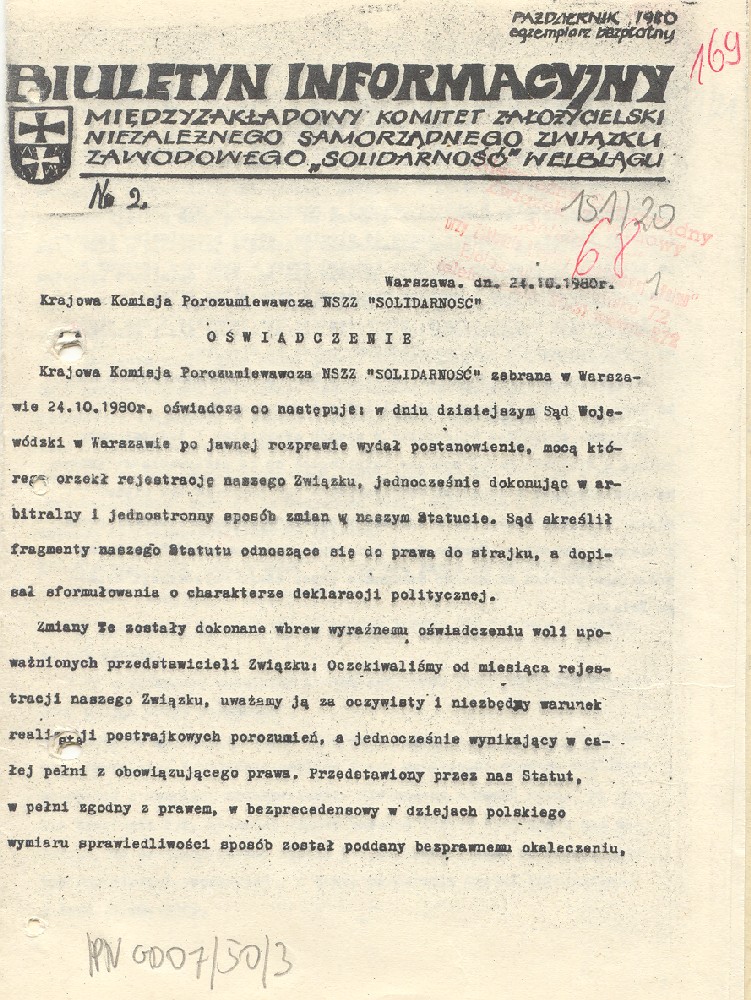 PAŹDZIERNIK 1980
egzemplarz bezpłatny
169
BIULETYN INFORMACYJNY
MIĘDZYZAKŁADOWY KOMITET ZAŁOŻYCIELSKI
NIEZALEŻNEGO SAMORZĄDNEGO ZWIĄZKU
ZAWODOWEGO „SOLIDARNOŚĆ" W ELBLĄGU
No 2.
151/20
68
1
Warszawa. dn. 24.10.1980r.
Krajowa Komisja Porozumiewawcza NSZZ "SOLIDARNOŚĆ"
OŚWIADCZENIE
Krajowa Komisja Porozumiewawcza NSZZ "SOLIDARNOŚĆ" zebrana w Warsza-
wie 24.10.1980r. oświadcza co następuje: w dniu dzisiejszym Sąd Woje-
wódzki w Warszawie po jawnej rozprawie wydał postanowienie, mocą któ-
rego orzekł rejestrację naszego Związku, jednocześnie dokonując w ar-
bitralny i jednostronny sposób zmian w naszym Statucie. Sąd skreślił
fragmenty naszego Statutu odnoszące się do prawa do strajku, a dopi-
sał sformułowania o charakterze deklaracji politycznej.
Zmiany Te zostały dokonane wbrew wyraźnemu oświadczeniu woli upo-
ważnionych przedstawicieli Związku: Oczekiwaliśmy od miesiąca rejes-
tracji naszego Związku, uważamy ją za oczywisty i niezbędny warunek
realizacji postrajkowych porozumień, a jednocześnie wynikający w ca-
łej pełni z obowiązującego prawa. Przedstawiony przez nas Statut,
w pełni zgodny z prawem, w bezprecedensowy w dziejach polskiego
wymiaru sprawiedliwości sposób został poddany bezprawnemu okaleczeniu,
IPN GD 07/50/3